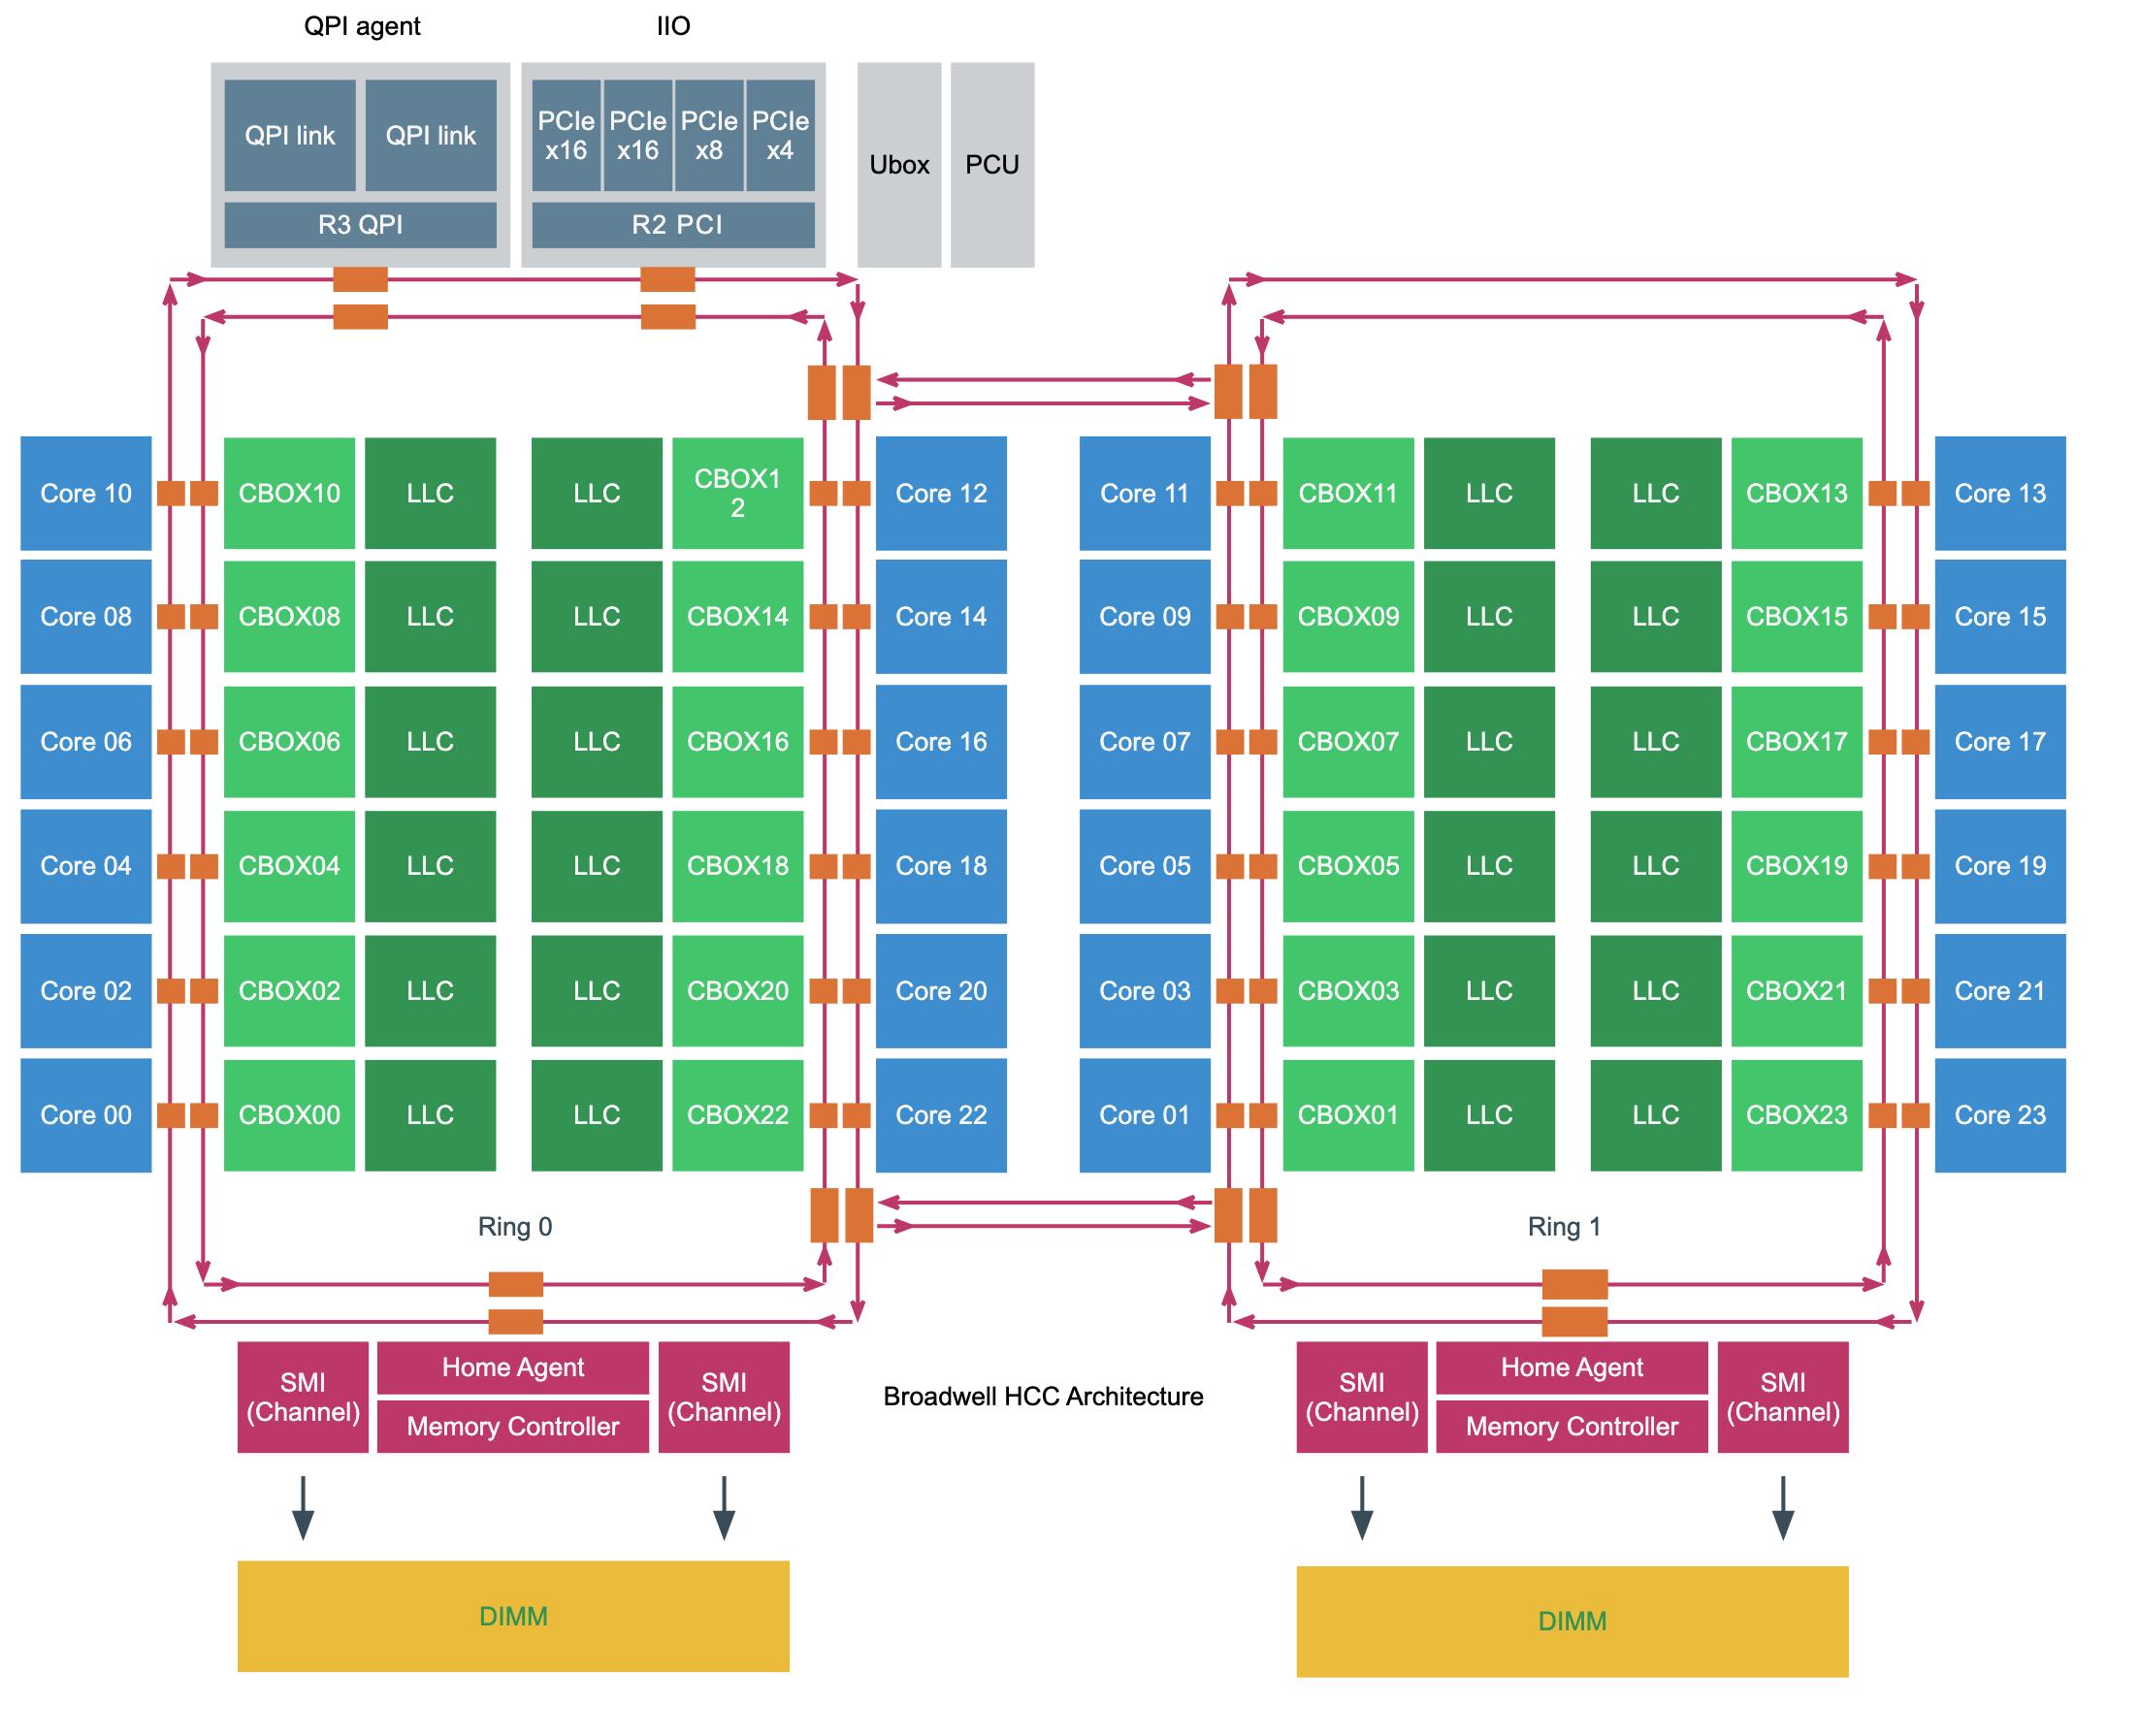 QPI agent
IIO
QPI link
QPI link
PCIe
x16
PCIe
x16
PCIe
x8
PCIe
x4
R3 QPI
R2 PCI
Ubox
PCU
Core 10
CBOX10
LLC
LLC
CBOX1
2
Core 12
Core 11
CBOX11
LLC
LLC
CBOX13
Core 13
Core 08
CBOX08
LLC
LLC
CBOX14
Core 14
Core 09
CBOX09
LLC
LLC
CBOX15
Core 15
Core 06
CBOX06
LLC
LLC
CBOX16
Core 16
Core 07
CBOX07
LLC
LLC
CBOX17
Core 17
Core 04
CBOX04
LLC
LLC
CBOX18
Core 18
Core 05
CBOX05
LLC
LLC
CBOX19
Core 19
Core 02
CBOX02
LLC
LLC
CBOX20
Core 20
Core 03
CBOX03
LLC
LLC
CBOX21
Core 21
Core 00
CBOX00
LLC
LLC
CBOX22
Core 22
Core 01
CBOX01
LLC
LLC
CBOX23
Core 23
Ring 0
Ring 1
SMI
(Channel)
Home Agent
Memory Controller
SMI
(Channel)
Broadwell HCC Architecture
SMI
(Channel)
Home Agent
Memory Controller
SMI
(Channel)
DIMM
DIMM